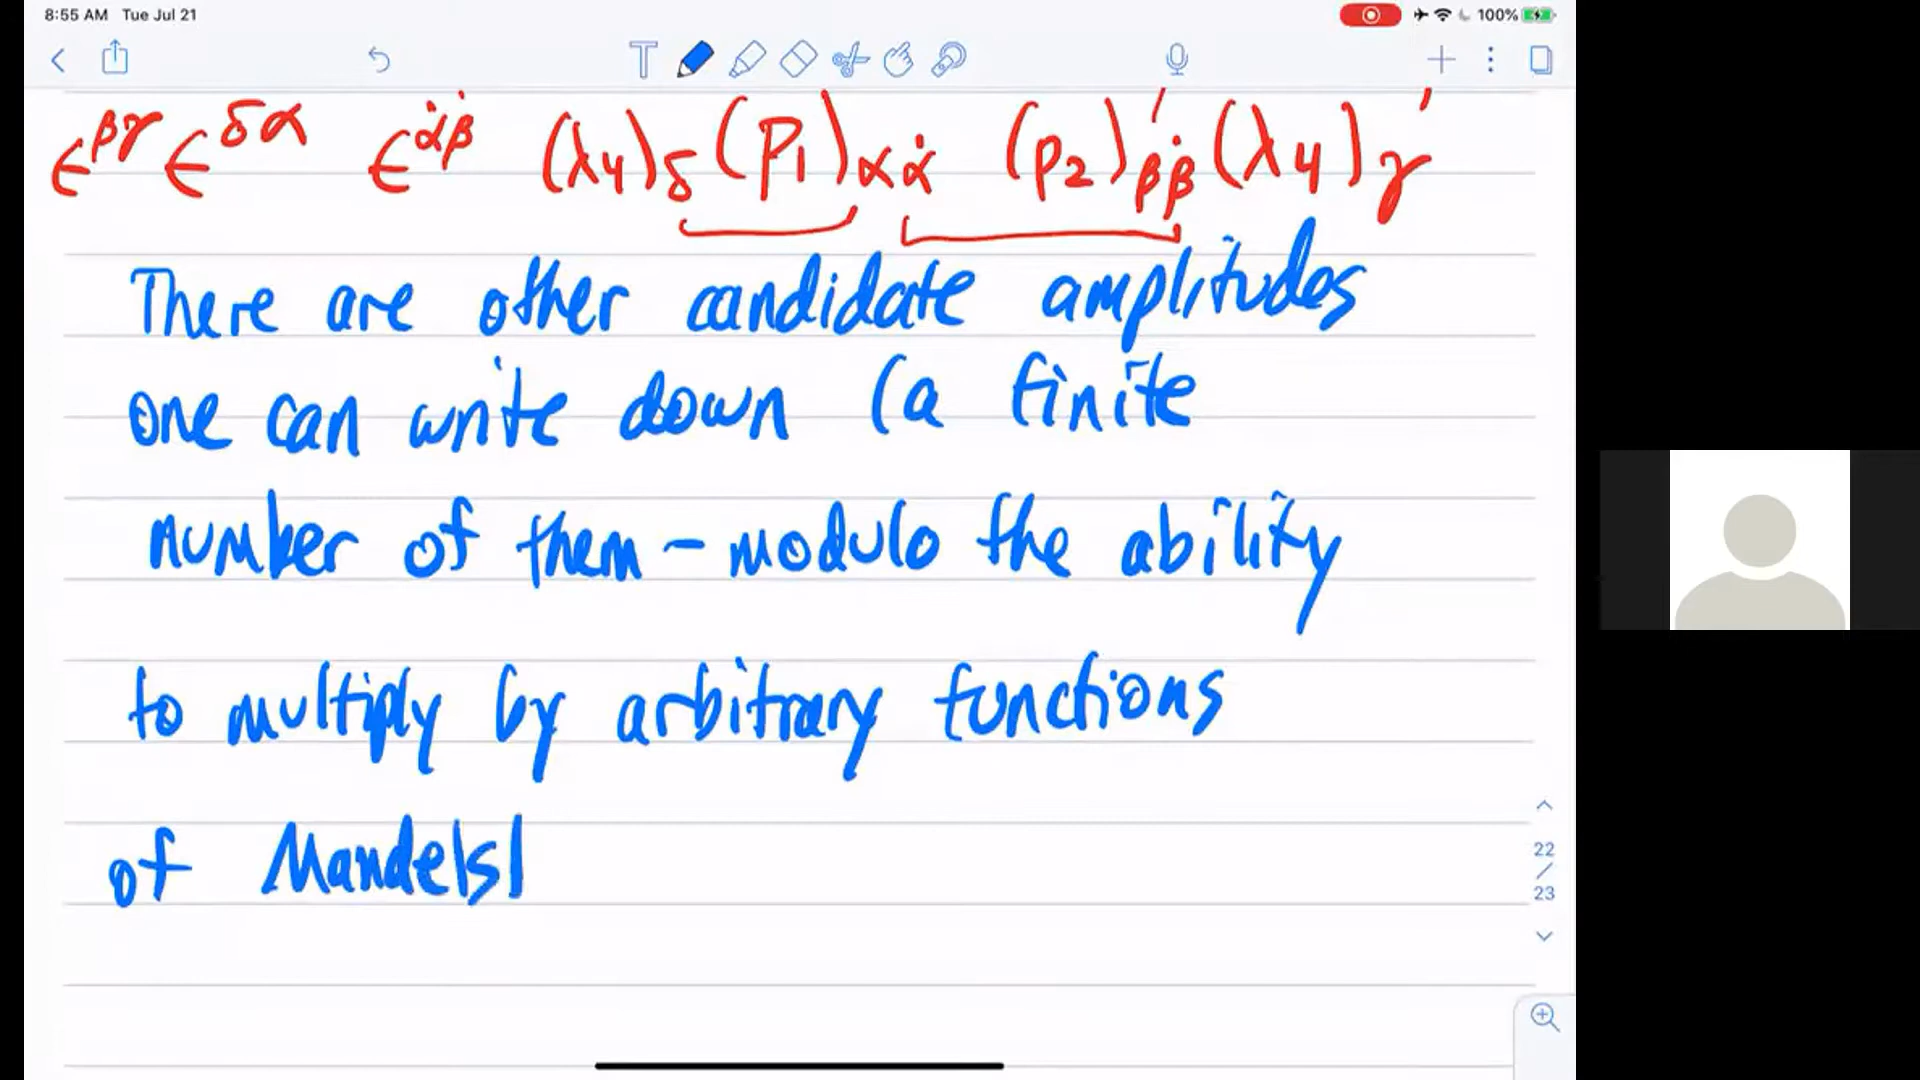 8:55 AM Tue Jul 21
100%
T
ϵ^{βγ} ϵ^{δα} ϵ^{α̇β̇} (λ4)_δ (P1)_{αα̇} (P2)_{ββ̇} (λ4)_γ
There are other candidate amplitudes
one can write down (a finite
number of them - modulo the ability
to multiply by arbitrary functions
of Mandelsl
22
/
23